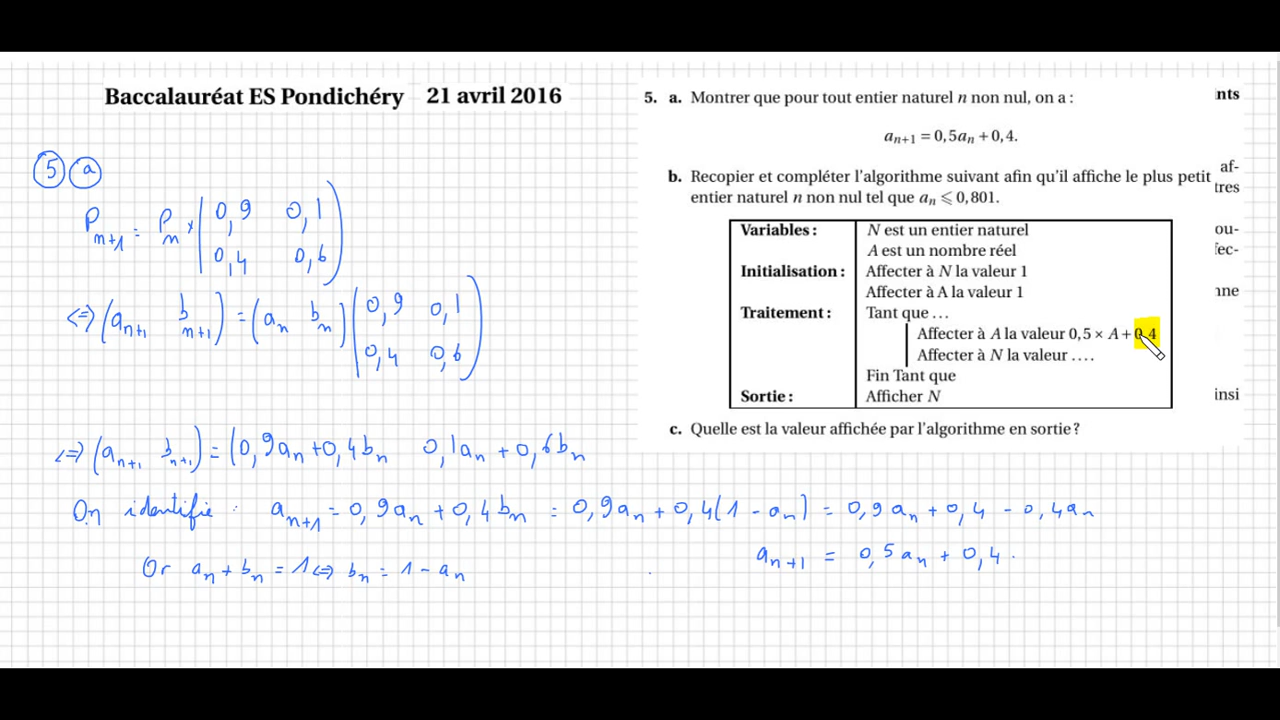 Baccalauréat ES Pondichéry 21 avril 2016
5 a
P_{n+1} = P_n × ( 0,9 0,1
0,4 0,6 )
<=> (a_{n+1} b_{n+1}) = (a_n b_n) ( 0,9 0,1
0,4 0,6 )
<=> (a_{n+1} b_{n+1}) = (0,9a_n + 0,4b_n 0,1a_n + 0,6b_n
On identifie : a_{n+1} = 0,9a_n + 0,4b_n = 0,9a_n + 0,4(1 - a_n) = 0,9a_n + 0,4 - 0,4a_n
a_{n+1} = 0,5a_n + 0,4.
Or a_n + b_n = 1 <=> b_n = 1 - a_n
5. a. Montrer que pour tout entier naturel n non nul, on a :
a_{n+1} = 0,5a_n + 0,4.
b. Recopier et compléter l'algorithme suivant afin qu'il affiche le plus petit
entier naturel n non nul tel que a_n ⩽ 0,801.
Variables : N est un entier naturel
A est un nombre réel
Initialisation : Affecter à N la valeur 1
Affecter à A la valeur 1
Traitement : Tant que ...
Affecter à A la valeur 0,5 × A + 0,4
Affecter à N la valeur ....
Fin Tant que
Sortie : Afficher N
c. Quelle est la valeur affichée par l'algorithme en sortie ?
nts
af-
tres
ou-
fec-
nne
insi